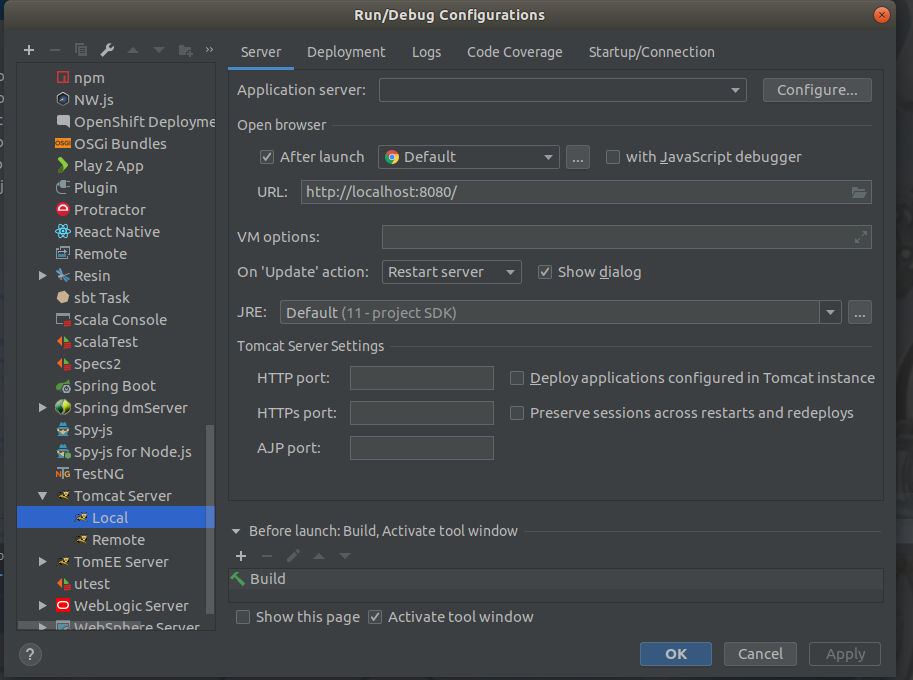 Run/Debug Configurations
npm
NW.js
OpenShift Deployme
OSGi Bundles
Play 2 App
Plugin
Protractor
React Native
Remote
Resin
sbt Task
Scala Console
ScalaTest
Specs2
Spring Boot
Spring dmServer
Spy-js
Spy-js for Node.js
TestNG
Tomcat Server
Local
Remote
TomEE Server
utest
WebLogic Server
WebSphere Server
Server Deployment Logs Code Coverage Startup/Connection
Application server: Configure...
Open browser
After launch Default ... with JavaScript debugger
URL: http://localhost:8080/
VM options:
On 'Update' action: Restart server Show dialog
JRE: Default (11 - project SDK) ...
Tomcat Server Settings
HTTP port: Deploy applications configured in Tomcat instance
HTTPs port: Preserve sessions across restarts and redeploys
AJP port:
Before launch: Build, Activate tool window
Build
Show this page Activate tool window
? OK Cancel Apply